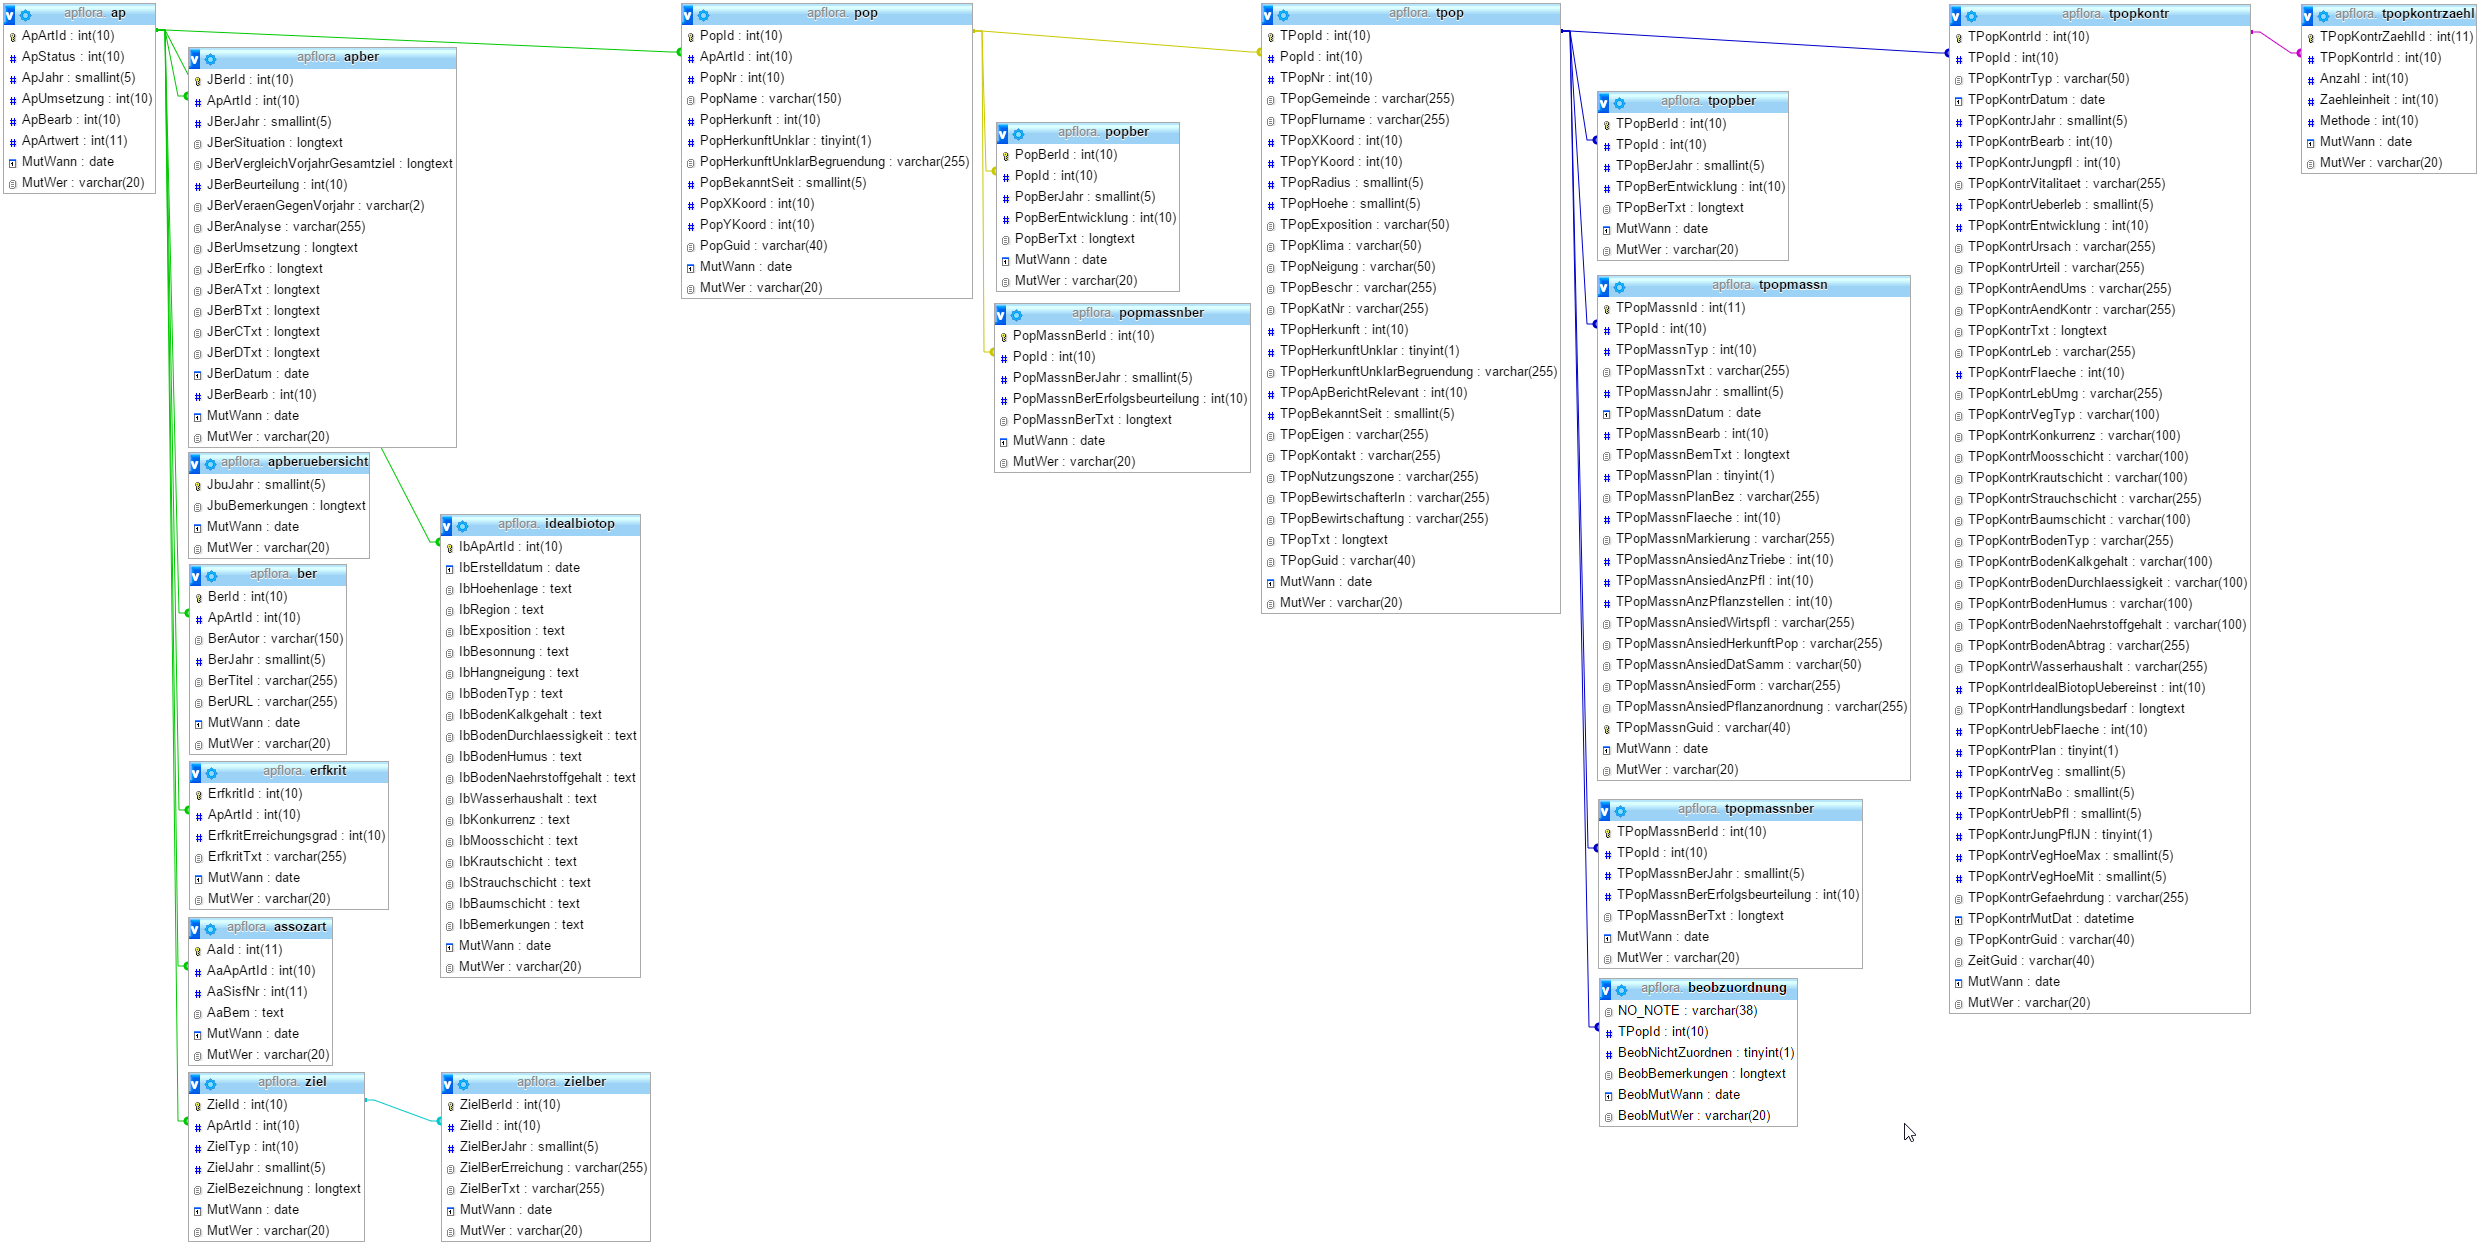 apflora. ap
ApArtId : int(10)
ApStatus : int(10)
ApJahr : smallint(5)
ApUmsetzung : int(10)
ApBearb : int(10)
ApArtwert : int(11)
MutWann : date
MutWer : varchar(20)
apflora. apber
JBerId : int(10)
ApArtId : int(10)
JBerJahr : smallint(5)
JBerSituation : longtext
JBerVergleichVorjahrGesamtziel : longtext
JBerBeurteilung : int(10)
JBerVeraenGegenVorjahr : varchar(2)
JBerAnalyse : varchar(255)
JBerUmsetzung : longtext
JBerErfko : longtext
JBerATxt : longtext
JBerBTxt : longtext
JBerCTxt : longtext
JBerDTxt : longtext
JBerDatum : date
JBerBearb : int(10)
MutWann : date
MutWer : varchar(20)
apflora. apberuebersicht
JbuJahr : smallint(5)
JbuBemerkungen : longtext
MutWann : date
MutWer : varchar(20)
apflora. ber
BerId : int(10)
ApArtId : int(10)
BerAutor : varchar(150)
BerJahr : smallint(5)
BerTitel : varchar(255)
BerURL : varchar(255)
MutWann : date
MutWer : varchar(20)
apflora. erfkrit
ErfkritId : int(10)
ApArtId : int(10)
ErfkritErreichungsgrad : int(10)
ErfkritTxt : varchar(255)
MutWann : date
MutWer : varchar(20)
apflora. assozart
AaId : int(11)
AaApArtId : int(10)
AaSisfNr : int(11)
AaBem : text
MutWann : date
MutWer : varchar(20)
apflora. ziel
ZielId : int(10)
ApArtId : int(10)
ZielTyp : int(10)
ZielJahr : smallint(5)
ZielBezeichnung : longtext
MutWann : date
MutWer : varchar(20)
apflora. idealbiotop
IbApArtId : int(10)
IbErstelldatum : date
IbHoehenlage : text
IbRegion : text
IbExposition : text
IbBesonnung : text
IbHangneigung : text
IbBodenTyp : text
IbBodenKalkgehalt : text
IbBodenDurchlaessigkeit : text
IbBodenHumus : text
IbBodenNaehrstoffgehalt : text
IbWasserhaushalt : text
IbKonkurrenz : text
IbMoosschicht : text
IbKrautschicht : text
IbStrauchschicht : text
IbBaumschicht : text
IbBemerkungen : text
MutWann : date
MutWer : varchar(20)
apflora. zielber
ZielBerId : int(10)
ZielId : int(10)
ZielBerJahr : smallint(5)
ZielBerErreichung : varchar(255)
ZielBerTxt : varchar(255)
MutWann : date
MutWer : varchar(20)
apflora. pop
PopId : int(10)
ApArtId : int(10)
PopNr : int(10)
PopName : varchar(150)
PopHerkunft : int(10)
PopHerkunftUnklar : tinyint(1)
PopHerkunftUnklarBegruendung : varchar(255)
PopBekanntSeit : smallint(5)
PopXKoord : int(10)
PopYKoord : int(10)
PopGuid : varchar(40)
MutWann : date
MutWer : varchar(20)
apflora. popber
PopBerId : int(10)
PopId : int(10)
PopBerJahr : smallint(5)
PopBerEntwicklung : int(10)
PopBerTxt : longtext
MutWann : date
MutWer : varchar(20)
apflora. popmassnber
PopMassnBerId : int(10)
PopId : int(10)
PopMassnBerJahr : smallint(5)
PopMassnBerErfolgsbeurteilung : int(10)
PopMassnBerTxt : longtext
MutWann : date
MutWer : varchar(20)
apflora. tpop
TPopId : int(10)
PopId : int(10)
TPopNr : int(10)
TPopGemeinde : varchar(255)
TPopFlurname : varchar(255)
TPopXKoord : int(10)
TPopYKoord : int(10)
TPopRadius : smallint(5)
TPopHoehe : smallint(5)
TPopExposition : varchar(50)
TPopKlima : varchar(50)
TPopNeigung : varchar(50)
TPopBeschr : varchar(255)
TPopKatNr : varchar(255)
TPopHerkunft : int(10)
TPopHerkunftUnklar : tinyint(1)
TPopHerkunftUnklarBegruendung : varchar(255)
TPopApBerichtRelevant : int(10)
TPopBekanntSeit : smallint(5)
TPopEigen : varchar(255)
TPopKontakt : varchar(255)
TPopNutzungszone : varchar(255)
TPopBewirtschafterIn : varchar(255)
TPopBewirtschaftung : varchar(255)
TPopTxt : longtext
TPopGuid : varchar(40)
MutWann : date
MutWer : varchar(20)
apflora. tpopber
TPopBerId : int(10)
TPopId : int(10)
TPopBerJahr : smallint(5)
TPopBerEntwicklung : int(10)
TPopBerTxt : longtext
MutWann : date
MutWer : varchar(20)
apflora. tpopmassn
TPopMassnId : int(11)
TPopId : int(10)
TPopMassnTyp : int(10)
TPopMassnTxt : varchar(255)
TPopMassnJahr : smallint(5)
TPopMassnDatum : date
TPopMassnBearb : int(10)
TPopMassnBemTxt : longtext
TPopMassnPlan : tinyint(1)
TPopMassnPlanBez : varchar(255)
TPopMassnFlaeche : int(10)
TPopMassnMarkierung : varchar(255)
TPopMassnAnsiedAnzTriebe : int(10)
TPopMassnAnsiedAnzPfl : int(10)
TPopMassnAnzPflanzstellen : int(10)
TPopMassnAnsiedWirtspfl : varchar(255)
TPopMassnAnsiedHerkunftPop : varchar(255)
TPopMassnAnsiedDatSamm : varchar(50)
TPopMassnAnsiedForm : varchar(255)
TPopMassnAnsiedPflanzanordnung : varchar(255)
TPopMassnGuid : varchar(40)
MutWann : date
MutWer : varchar(20)
apflora. tpopmassnber
TPopMassnBerId : int(10)
TPopId : int(10)
TPopMassnBerJahr : smallint(5)
TPopMassnBerErfolgsbeurteilung : int(10)
TPopMassnBerTxt : longtext
MutWann : date
MutWer : varchar(20)
apflora. beobzuordnung
NO_NOTE : varchar(38)
TPopId : int(10)
BeobNichtZuordnen : tinyint(1)
BeobBemerkungen : longtext
BeobMutWann : date
BeobMutWer : varchar(20)
apflora. tpopkontr
TPopKontrId : int(10)
TPopId : int(10)
TPopKontrTyp : varchar(50)
TPopKontrDatum : date
TPopKontrJahr : smallint(5)
TPopKontrBearb : int(10)
TPopKontrJungpfl : int(10)
TPopKontrVitalitaet : varchar(255)
TPopKontrUeberleb : smallint(5)
TPopKontrEntwicklung : int(10)
TPopKontrUrsach : varchar(255)
TPopKontrUrteil : varchar(255)
TPopKontrAendUms : varchar(255)
TPopKontrAendKontr : varchar(255)
TPopKontrTxt : longtext
TPopKontrLeb : varchar(255)
TPopKontrFlaeche : int(10)
TPopKontrLebUmg : varchar(255)
TPopKontrVegTyp : varchar(100)
TPopKontrKonkurrenz : varchar(100)
TPopKontrMoosschicht : varchar(100)
TPopKontrKrautschicht : varchar(100)
TPopKontrStrauchschicht : varchar(255)
TPopKontrBaumschicht : varchar(100)
TPopKontrBodenTyp : varchar(255)
TPopKontrBodenKalkgehalt : varchar(100)
TPopKontrBodenDurchlaessigkeit : varchar(100)
TPopKontrBodenHumus : varchar(100)
TPopKontrBodenNaehrstoffgehalt : varchar(100)
TPopKontrBodenAbtrag : varchar(255)
TPopKontrWasserhaushalt : varchar(255)
TPopKontrIdealBiotopUebereinst : int(10)
TPopKontrHandlungsbedarf : longtext
TPopKontrUebFlaeche : int(10)
TPopKontrPlan : tinyint(1)
TPopKontrVeg : smallint(5)
TPopKontrNaBo : smallint(5)
TPopKontrUebPfl : smallint(5)
TPopKontrJungPflJN : tinyint(1)
TPopKontrVegHoeMax : smallint(5)
TPopKontrVegHoeMit : smallint(5)
TPopKontrGefaehrdung : varchar(255)
TPopKontrMutDat : datetime
TPopKontrGuid : varchar(40)
ZeitGuid : varchar(40)
MutWann : date
MutWer : varchar(20)
apflora. tpopkontrzaehl
TPopKontrZaehlId : int(11)
TPopKontrId : int(10)
Anzahl : int(10)
Zaehleinheit : int(10)
Methode : int(10)
MutWann : date
MutWer : varchar(20)